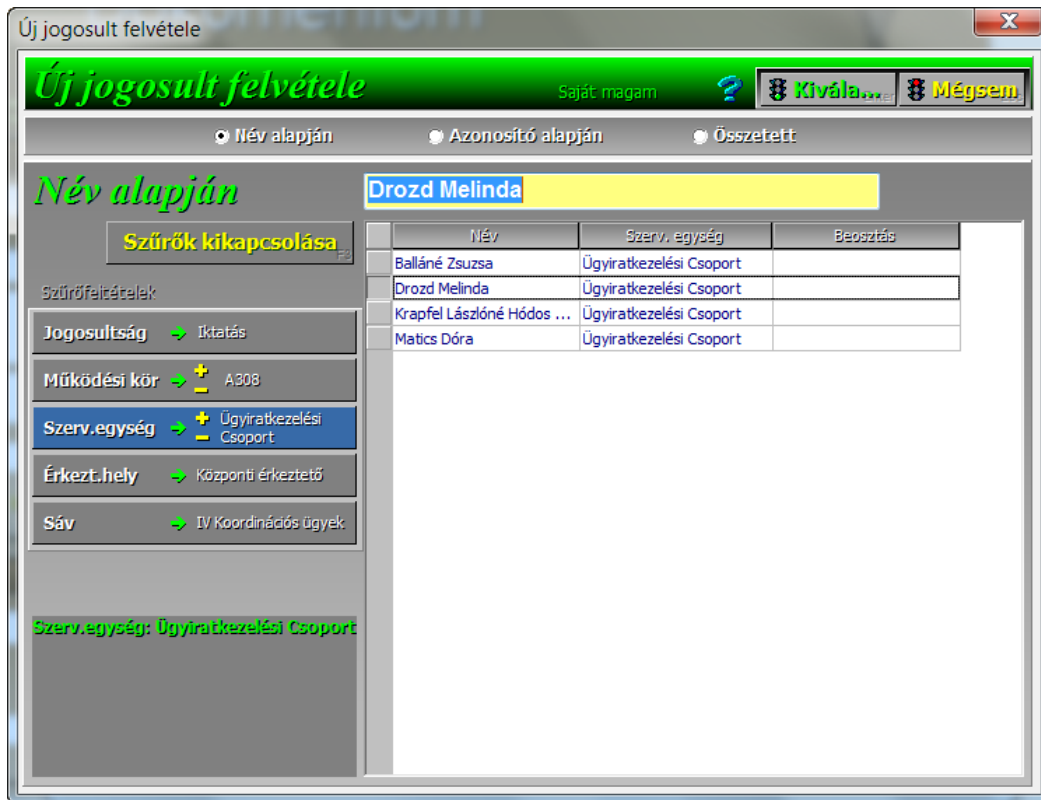 Új jogosult felvétele
Új jogosult felvétele
Saját magam
?
Kivála...
Mégsem
Név alapján
Azonosító alapján
Összetett
Név alapján
Drozd Melinda
Szűrők kikapcsolása
F8
Név
Szerv. egység
Beosztás
Balláné Zsuzsa
Ügyiratkezelési Csoport
Drozd Melinda
Ügyiratkezelési Csoport
Krapfel Lászlóné Hódos ...
Ügyiratkezelési Csoport
Matics Dóra
Ügyiratkezelési Csoport
Szűrőfeltételek
Jogosultság
Iktatás
Működési kör
A308
Szerv.egység
Ügyiratkezelési
Csoport
Érkezt.hely
Központi érkeztető
Sáv
IV Koordinációs ügyek
Szerv.egység: Ügyiratkezelési Csoport